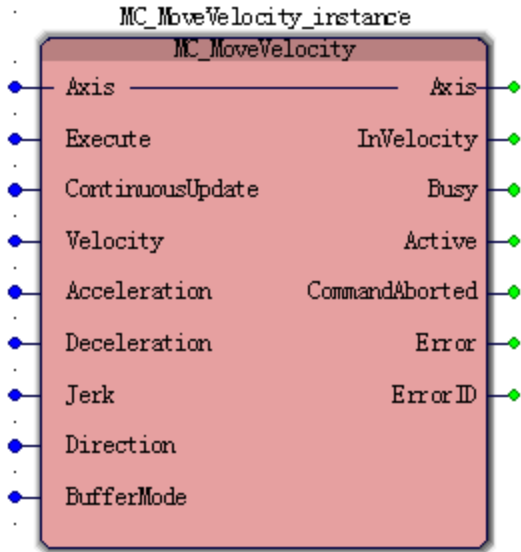 MC_MoveVelocity_instance
MC_MoveVelocity
Axis Axis
Execute InVelocity
ContinuousUpdate Busy
Velocity Active
Acceleration CommandAborted
Deceleration Error
Jerk ErrorID
Direction
BufferMode